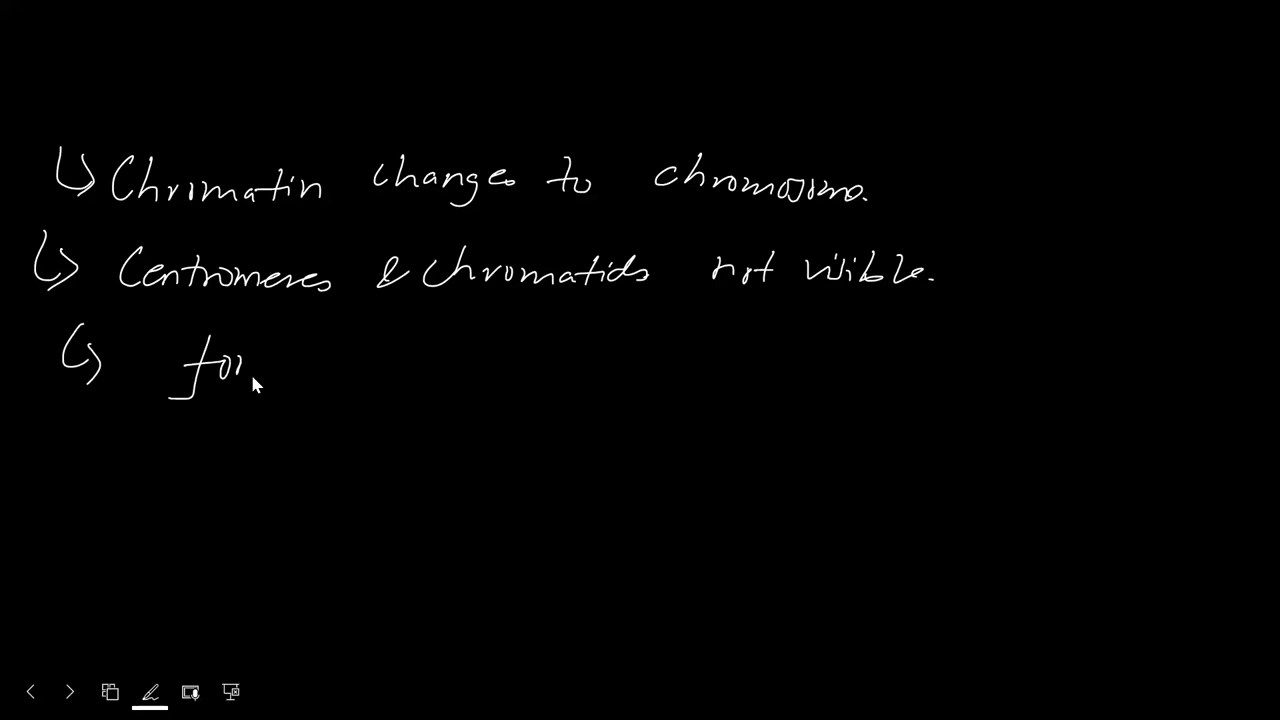 Chromatin changes to chromosome.
Centromeres & chromatids not visible.
for